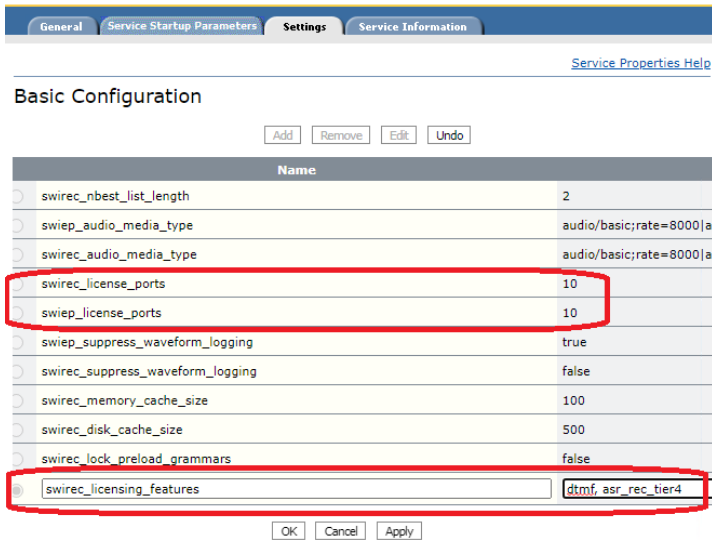 General Service Startup Parameters Settings Service Information
Service Properties Help
Basic Configuration
Add Remove Edit Undo
Name
swirec_nbest_list_length 2
swiep_audio_media_type audio/basic;rate=8000|a
swirec_audio_media_type audio/basic;rate=8000|a
swirec_license_ports 10
swiep_license_ports 10
swiep_suppress_waveform_logging true
swirec_suppress_waveform_logging false
swirec_memory_cache_size 100
swirec_disk_cache_size 500
swirec_lock_preload_grammars false
swirec_licensing_features dtmf, asr_rec_tier4
OK Cancel Apply